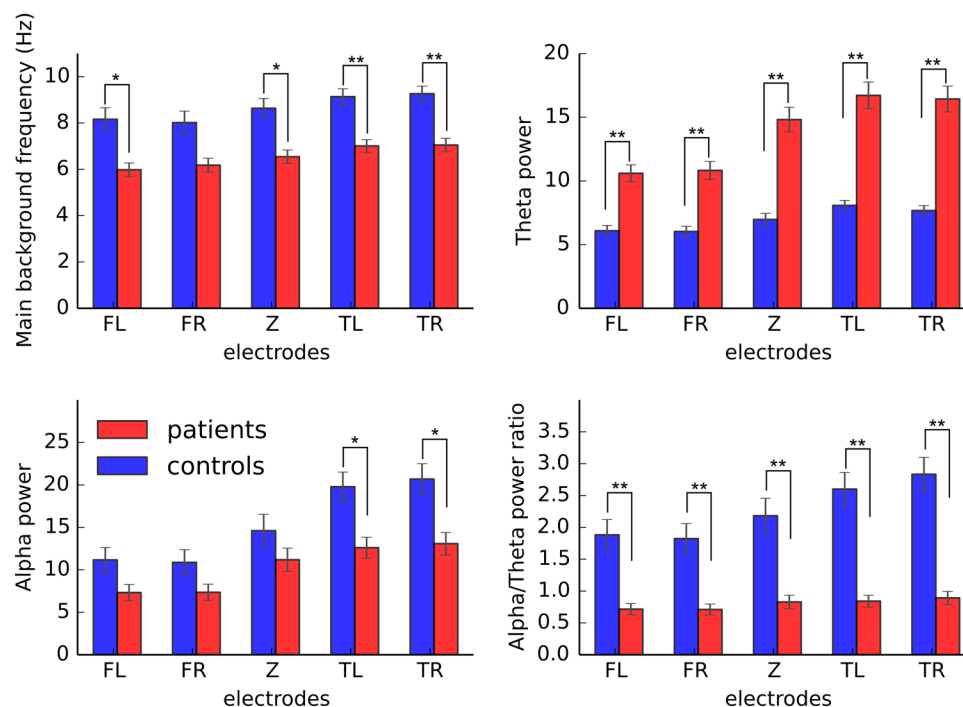 Main background frequency (Hz)
10
8
6
4
2
0
*
*
**
**
FL FR Z TL TR
electrodes
Theta power
20
15
10
5
0
**
**
**
**
**
FL FR Z TL TR
electrodes
Alpha power
25
20
15
10
5
0
patients
controls
*
*
FL FR Z TL TR
electrodes
Alpha/Theta power ratio
3.5
3.0
2.5
2.0
1.5
1.0
0.5
0.0
**
**
**
**
**
FL FR Z TL TR
electrodes